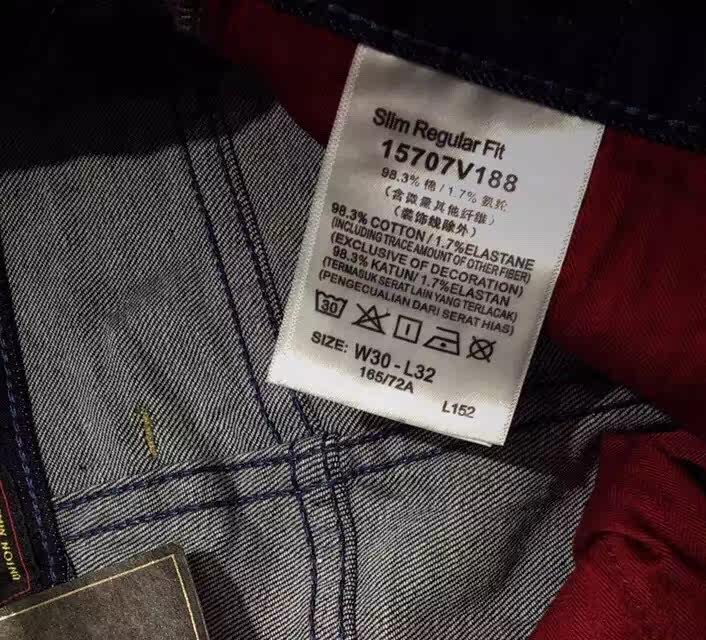 Slim Regular Fit
15707V188
98.3% 棉 / 1.7% 氨纶
(含微量其他纤维)
(装饰线除外)
98.3% COTTON / 1.7%ELASTANE
(INCLUDING TRACE AMOUNT OF OTHER FIBER)
(EXCLUSIVE OF DECORATION)
98.3% KATUN/ 1.7%ELASTAN
(TERMASUK SERAT LAIN YANG TERLACAK)
(PENGECUALIAN DARI SERAT HIAS)
30
SIZE: W30 - L32
165/72A
L152
UNION